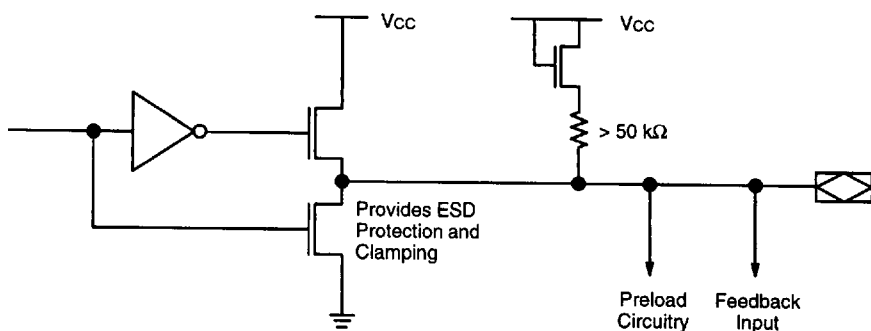 Vcc
Vcc
> 50 kΩ
Provides ESD
Protection and
Clamping
Preload
Circuitry
Feedback
Input